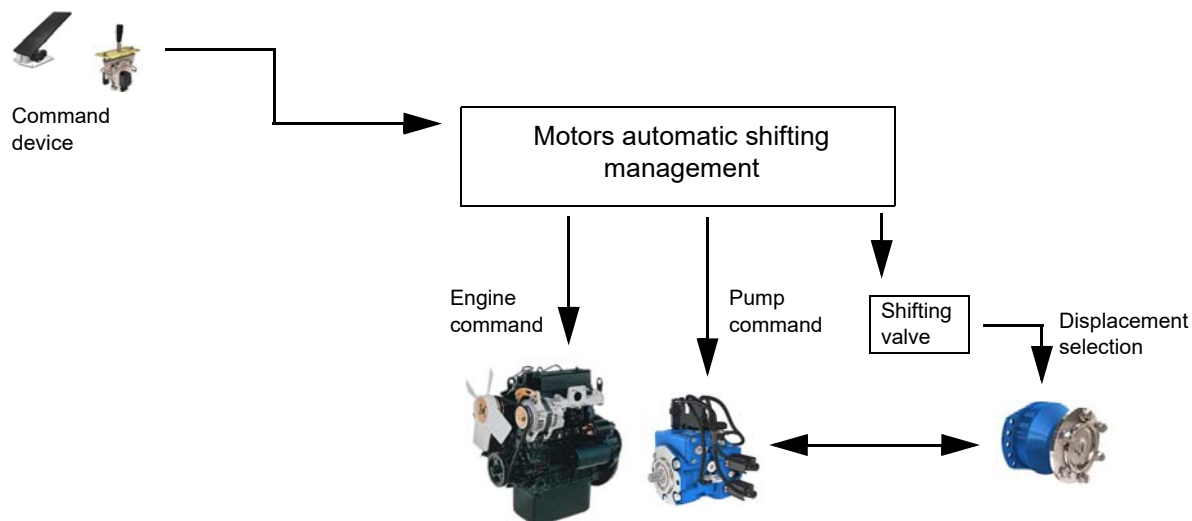 Command
device
Motors automatic shifting
management
Engine
command
Pump
command
Shifting
valve
Displacement
selection